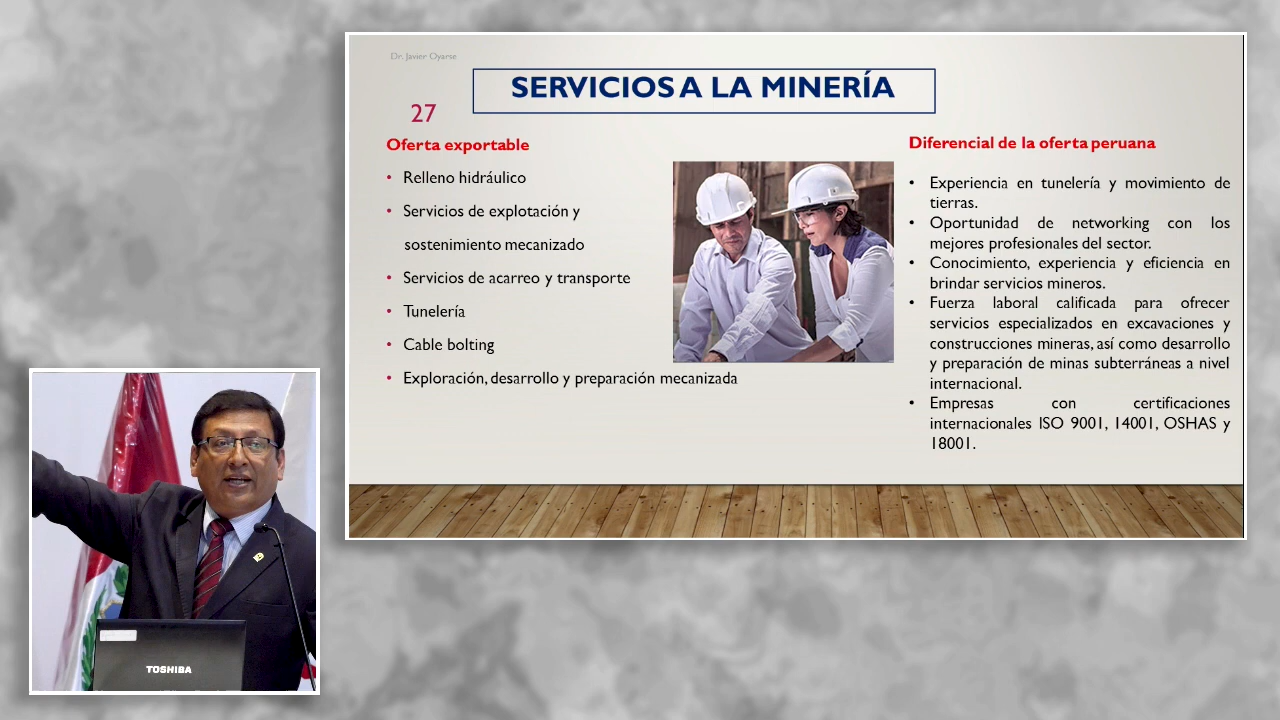 Dr. Javier Oyarse
SERVICIOS A LA MINERÍA
27
Oferta exportable
• Relleno hidráulico
• Servicios de explotación y
sostenimiento mecanizado
• Servicios de acarreo y transporte
• Tunelería
• Cable bolting
• Exploración, desarrollo y preparación mecanizada
Diferencial de la oferta peruana
• Experiencia en tunelería y movimiento de
tierras.
• Oportunidad de networking con los
mejores profesionales del sector.
• Conocimiento, experiencia y eficiencia en
brindar servicios mineros.
• Fuerza laboral calificada para ofrecer
servicios especializados en excavaciones y
construcciones mineras, así como desarrollo
y preparación de minas subterráneas a nivel
internacional.
• Empresas con certificaciones
internacionales ISO 9001, 14001, OSHAS y
18001.
TOSHIBA